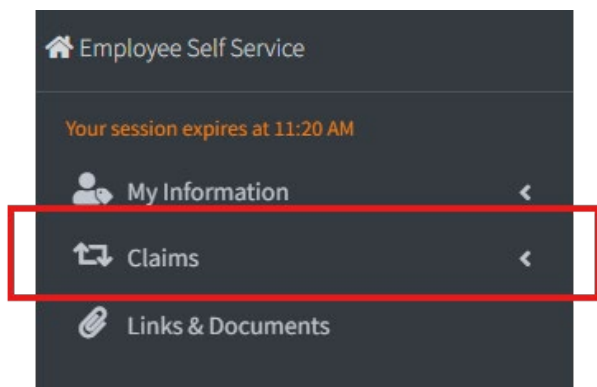 Employee Self Service
Your session expires at 11:20 AM
My Information
Claims
Links & Documents